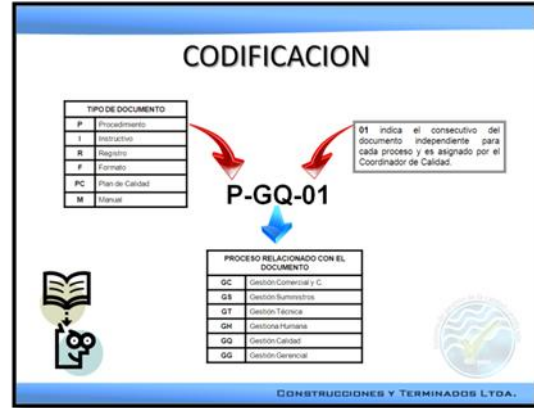 CODIFICACION
TIPO DE DOCUMENTO
P Procedimiento
I Instructivo
R Registro
F Formato
PC Plan de Calidad
M Manual
01 indica el consecutivo del
documento independiente para
cada proceso y es asignado por el
Coordinador de Calidad.
P-GQ-01
PROCESO RELACIONADO CON EL
DOCUMENTO
GC Gestión Comercial y C.
GS Gestión Suministros
GT Gestión Técnica
GH Gestiona Humana
GQ Gestión Calidad
GG Gestión Gerencial
CONSTRUCCIONES Y TERMINADOS LTDA.